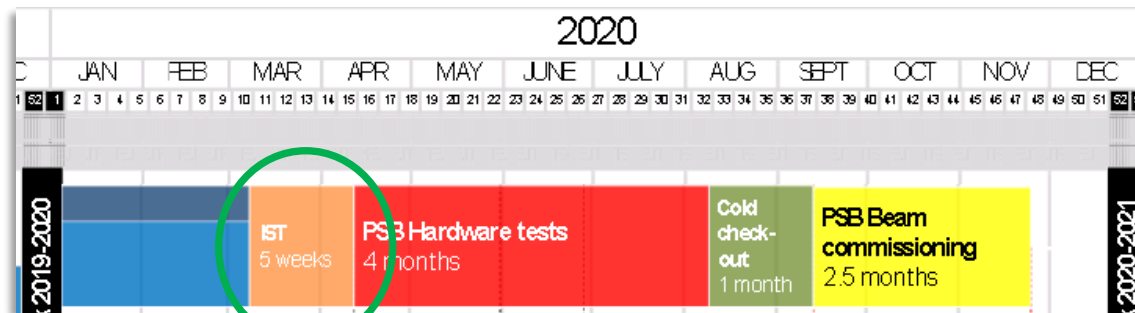 2020
C JAN FEB MAR APR MAY JUNE JULY AUG SEPT OCT NOV DEC
1 52 1 2 3 4 5 6 7 8 9 10 11 12 13 14 15 16 17 18 19 20 21 22 23 24 25 26 27 28 29 30 31 32 33 34 35 36 37 38 39 40 41 42 43 44 45 46 47 48 49 50 51 52
2019-2020
IST
5 weeks
PSB Hardware tests
4 months
Cold
check-
out
1 month
PSB Beam
commissioning
2.5 months
2020-2021